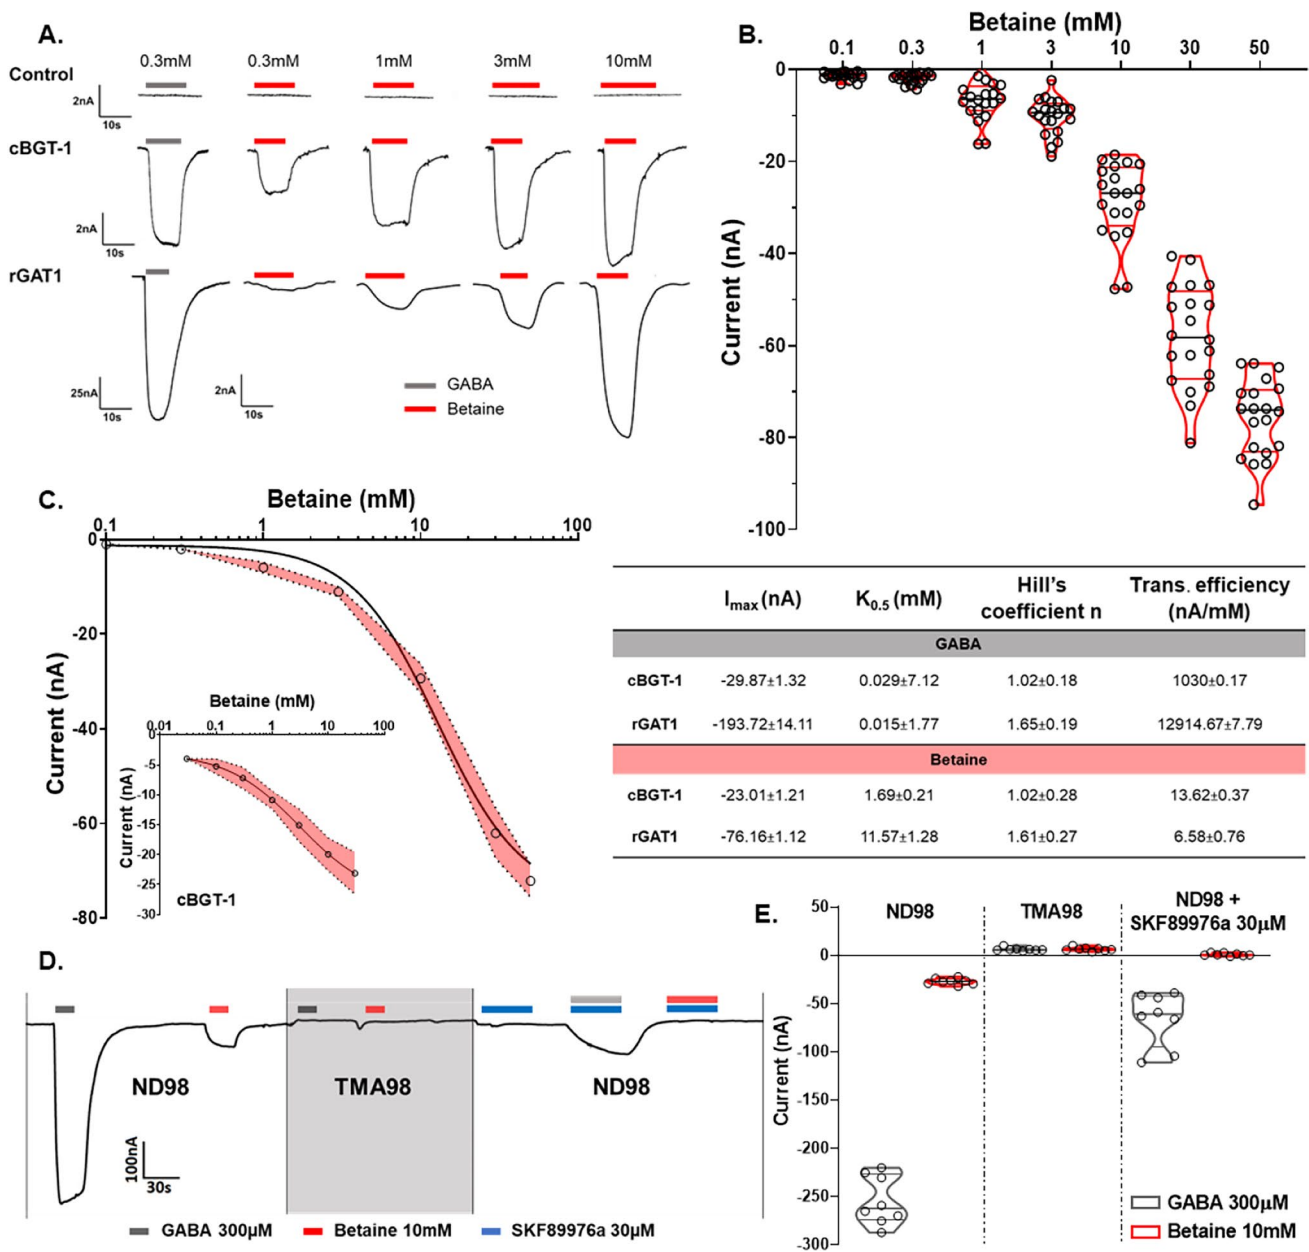 A.
0.3mM 0.3mM 1mM 3mM 10mM
Control
2nA
10s
cBGT-1
2nA
10s
rGAT1
25nA
10s
2nA
10s
GABA
Betaine
B.
Betaine (mM)
0.1 0.3 1 3 10 30 50
0
-20
-40
-60
-80
-100
Current (nA)
C.
Betaine (mM)
0.1 1 10 100
0
-20
-40
-60
-80
Current (nA)
Betaine (mM)
0.01 0.1 1 10 100
0
-5
-10
-15
-20
-25
-30
Current (nA)
cBGT-1
Imax (nA) K0.5 (mM) Hill's coefficient n Trans. efficiency (nA/mM)
GABA
cBGT-1 -29.87±1.32 0.029±7.12 1.02±0.18 1030±0.17
rGAT1 -193.72±14.11 0.015±1.77 1.65±0.19 12914.67±7.79
Betaine
cBGT-1 -23.01±1.21 1.69±0.21 1.02±0.28 13.62±0.37
rGAT1 -76.16±1.12 11.57±1.28 1.61±0.27 6.58±0.76
D.
ND98 TMA98 ND98
100nA
30s
GABA 300µM Betaine 10mM SKF89976a 30µM
E.
ND98 TMA98 ND98 +
SKF89976a 30µM
50
0
-50
-100
-150
-200
-250
-300
Current (nA)
GABA 300µM
Betaine 10mM